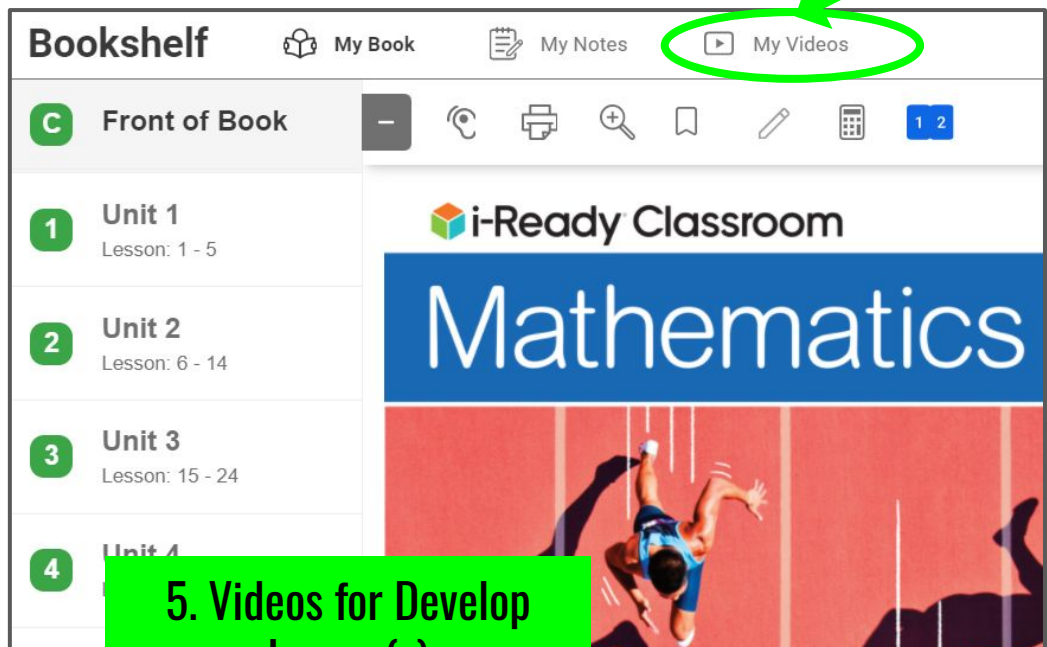 Bookshelf My Book My Notes My Videos
C Front of Book
1 2
1 Unit 1
Lesson: 1 - 5
2 Unit 2
Lesson: 6 - 14
3 Unit 3
Lesson: 15 - 24
4 Unit 4
i-Ready Classroom
Mathematics
5. Videos for Develop